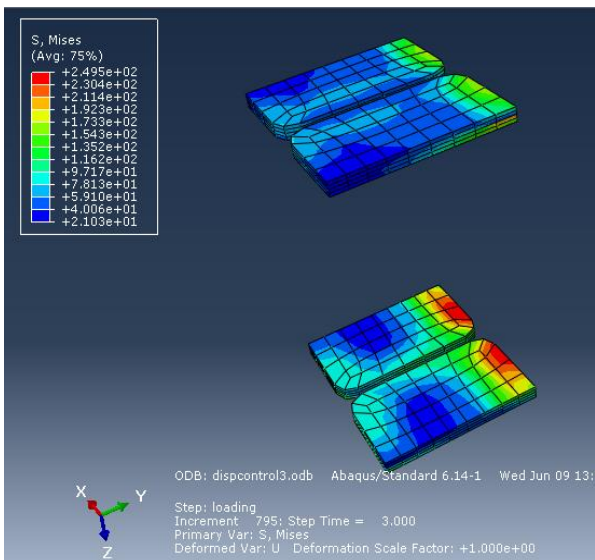 S, Mises
(Avg: 75%)
+2.495e+02
+2.304e+02
+2.114e+02
+1.923e+02
+1.733e+02
+1.543e+02
+1.352e+02
+1.162e+02
+9.717e+01
+7.813e+01
+5.910e+01
+4.006e+01
+2.103e+01
ODB: dispcontrol3.odb Abaqus/Standard 6.14-1 Wed Jun 09 13:
X
Y
Z
Step: loading
Increment 795: Step Time = 3.000
Primary Var: S, Mises
Deformed Var: U Deformation Scale Factor: +1.000e+00